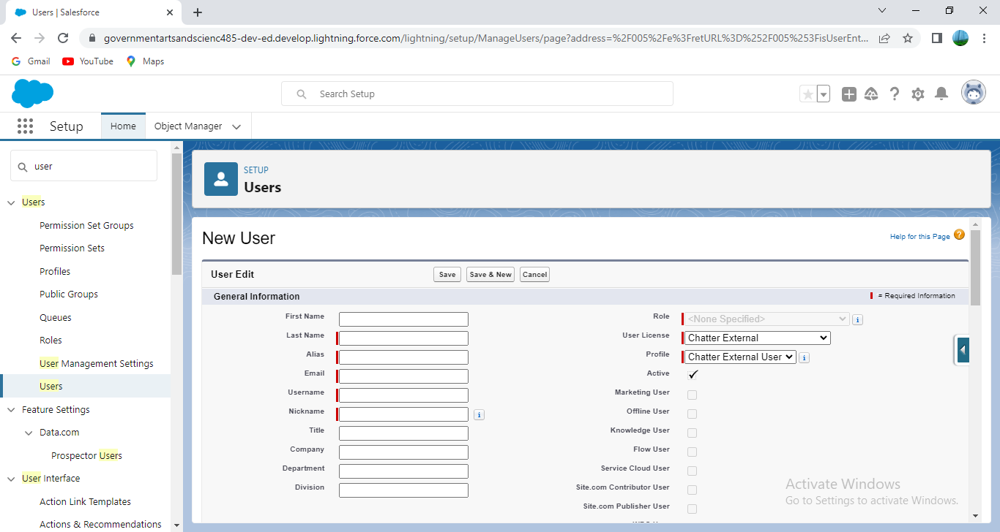 Users | Salesforce
governmentartsandscienc485-dev-ed.develop.lightning.force.com/lightning/setup/ManageUsers/page?address=%2F005%2Fe%3FretURL%3D%252F005%253FisUserEnt...
Gmail YouTube Maps
Search Setup
Setup Home Object Manager
user
Users
Permission Set Groups
Permission Sets
Profiles
Public Groups
Queues
Roles
User Management Settings
Users
Feature Settings
Data.com
Prospector Users
User Interface
Action Link Templates
Actions & Recommendations
SETUP
Users
New User
Help for this Page ?
User Edit Save Save & New Cancel
General Information = Required Information
First Name Role <None Specified> i
Last Name User License Chatter External
Alias Profile Chatter External User i
Email Active
Username Marketing User
Nickname i Offline User
Title Knowledge User
Company Flow User
Department Service Cloud User
Division Site.com Contributor User
Site.com Publisher User
Activate Windows
Go to Settings to activate Windows.